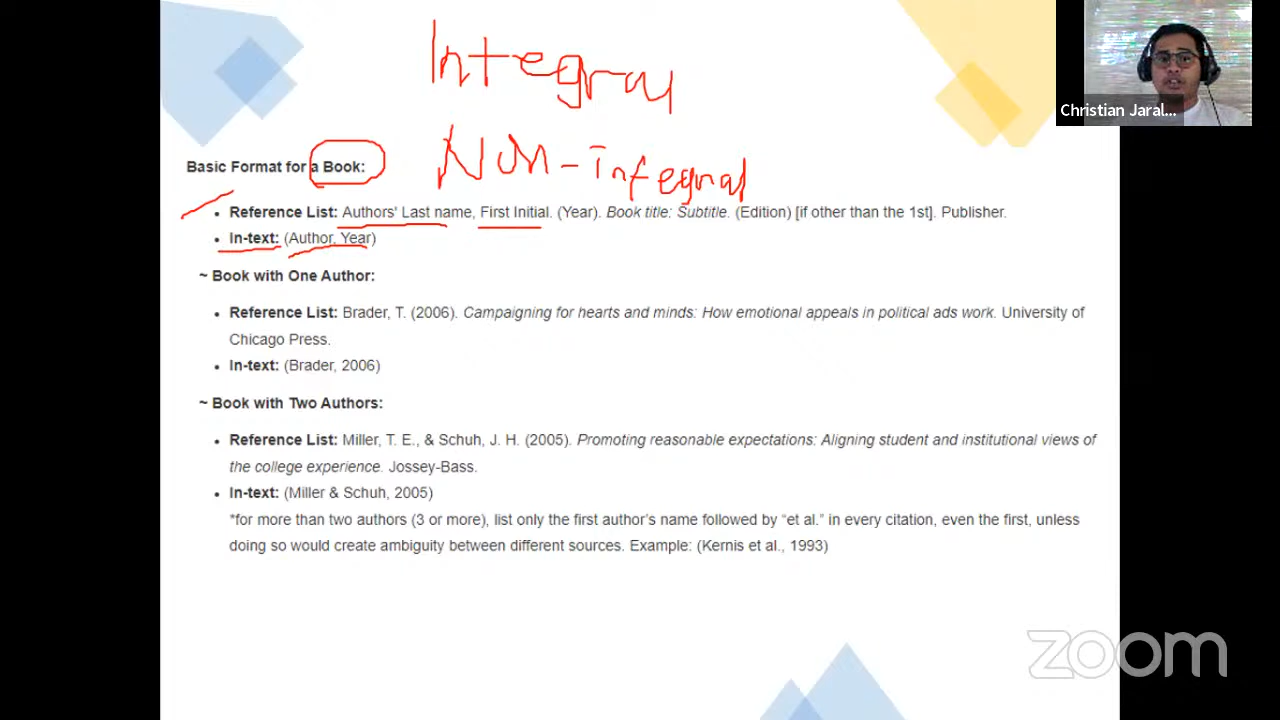 Integral
Christian Jaral...
Non-integral
Basic Format for a Book:
• Reference List: Authors' Last name, First Initial. (Year). Book title: Subtitle. (Edition) [if other than the 1st]. Publisher.
• In-text: (Author, Year)
~ Book with One Author:
• Reference List: Brader, T. (2006). Campaigning for hearts and minds: How emotional appeals in political ads work. University of
Chicago Press.
• In-text: (Brader, 2006)
~ Book with Two Authors:
• Reference List: Miller, T. E., & Schuh, J. H. (2005). Promoting reasonable expectations: Aligning student and institutional views of
the college experience. Jossey-Bass.
• In-text: (Miller & Schuh, 2005)
*for more than two authors (3 or more), list only the first author's name followed by “et al.” in every citation, even the first, unless
doing so would create ambiguity between different sources. Example: (Kernis et al., 1993)
zoom